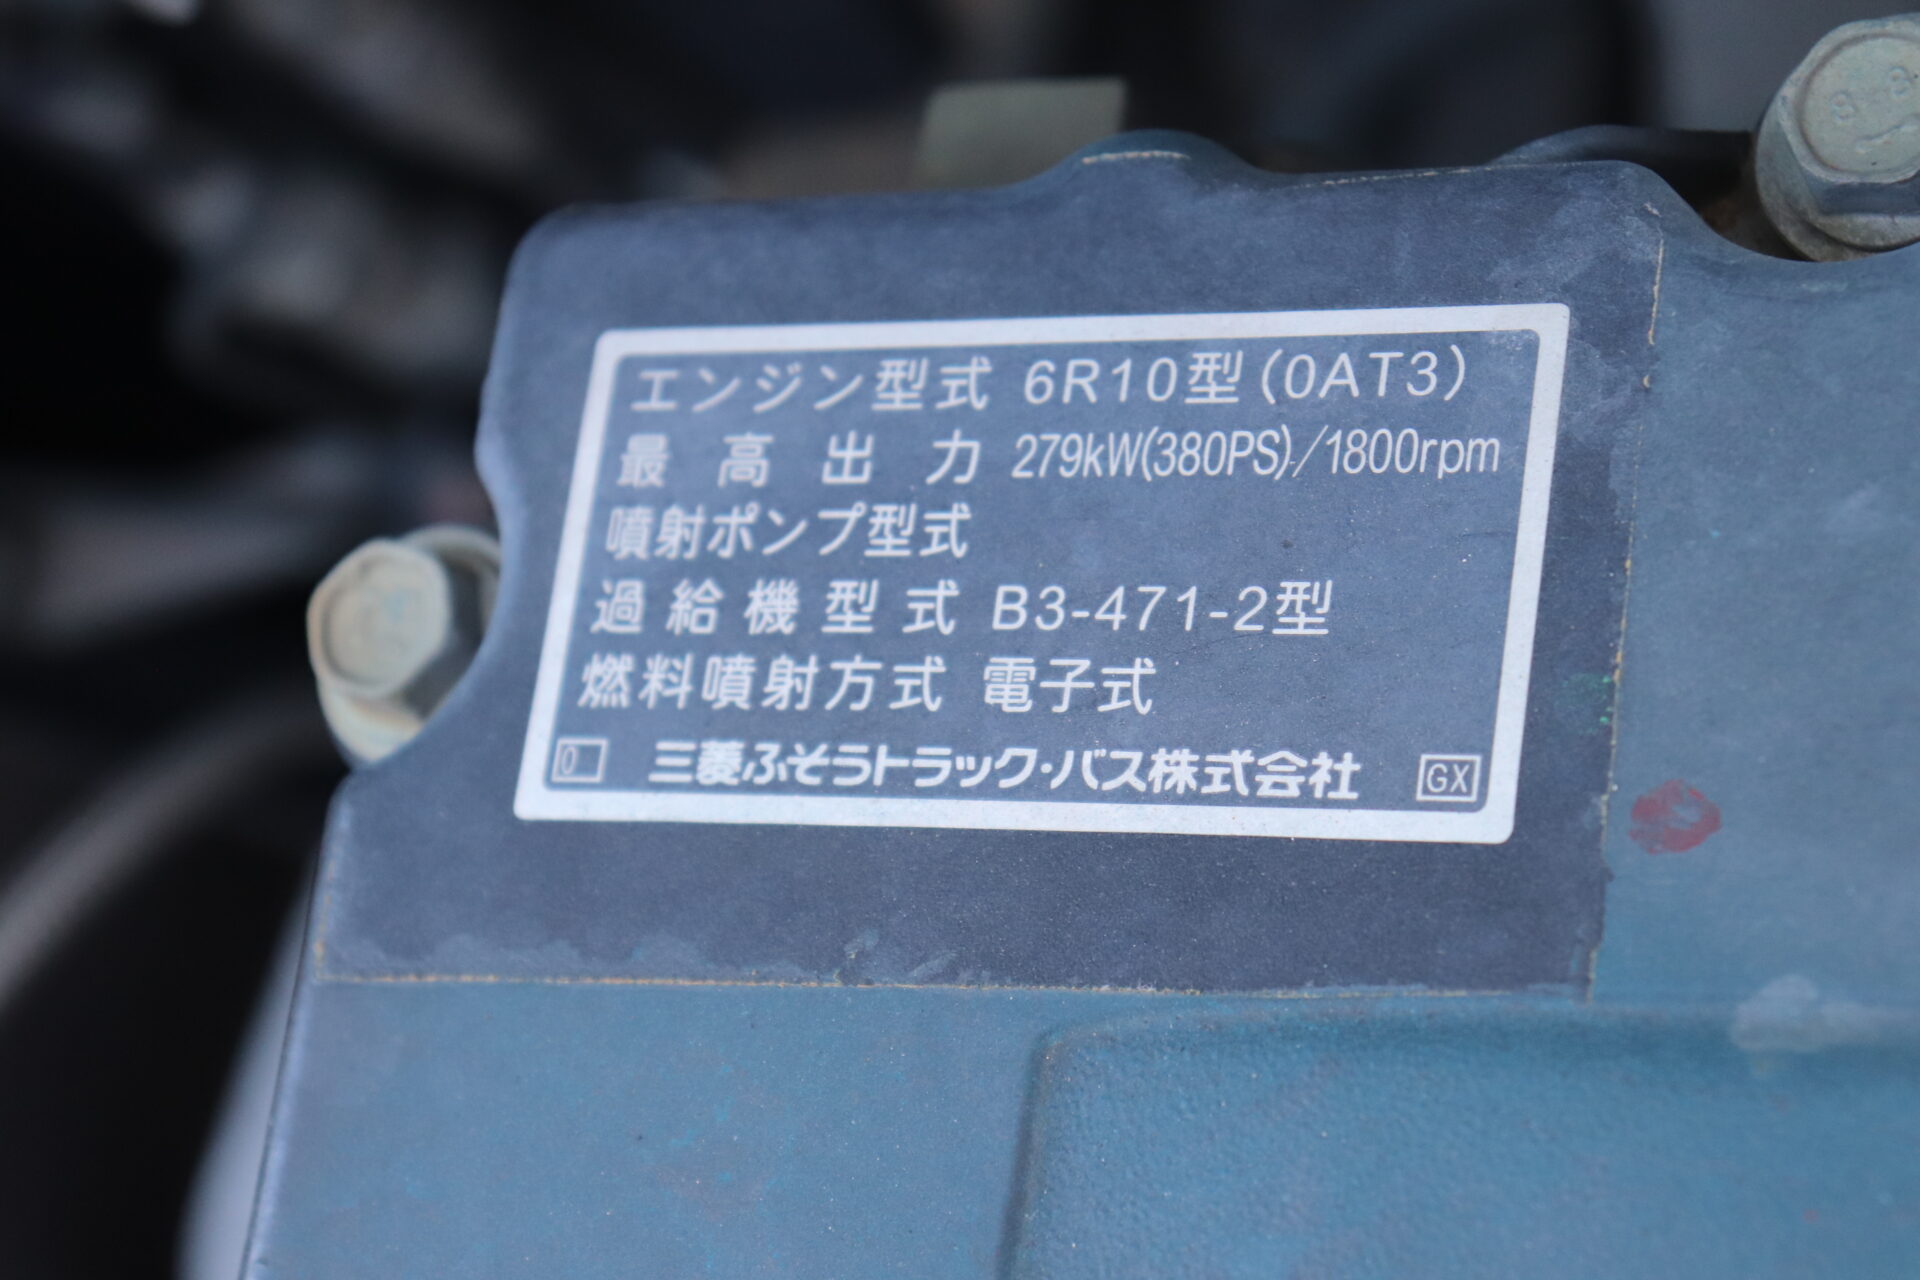 エンジン型式 6R10型(0AT3)
最高出力 279kW(380PS)/1800rpm
噴射ポンプ型式
過給機型式 B3-471-2型
燃料噴射方式 電子式
0 三菱ふそうトラック・バス株式会社 GX